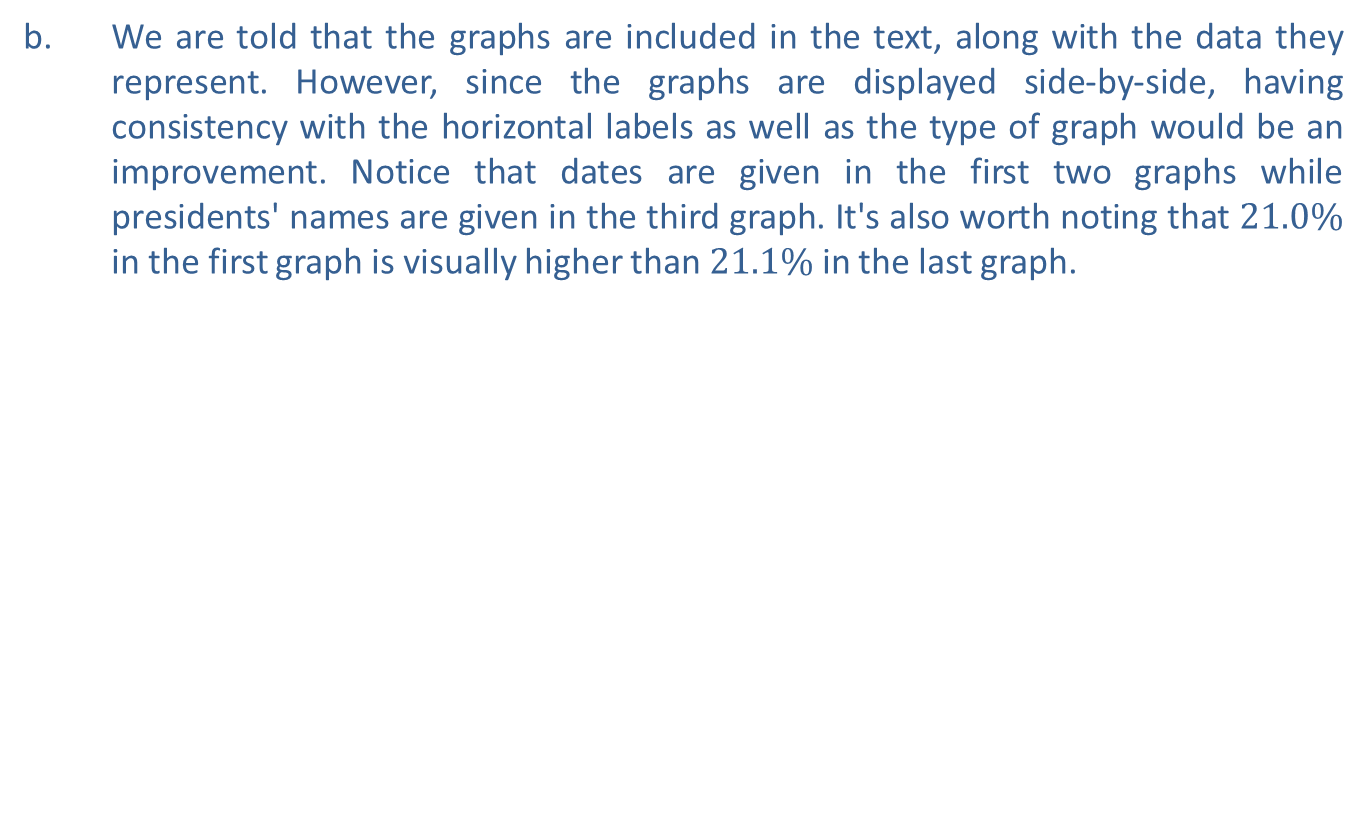 b. We are told that the graphs are included in the text, along with the data they
represent. However, since the graphs are displayed side-by-side, having
consistency with the horizontal labels as well as the type of graph would be an
improvement. Notice that dates are given in the first two graphs while
presidents' names are given in the third graph. It's also worth noting that 21.0%
in the first graph is visually higher than 21.1% in the last graph.